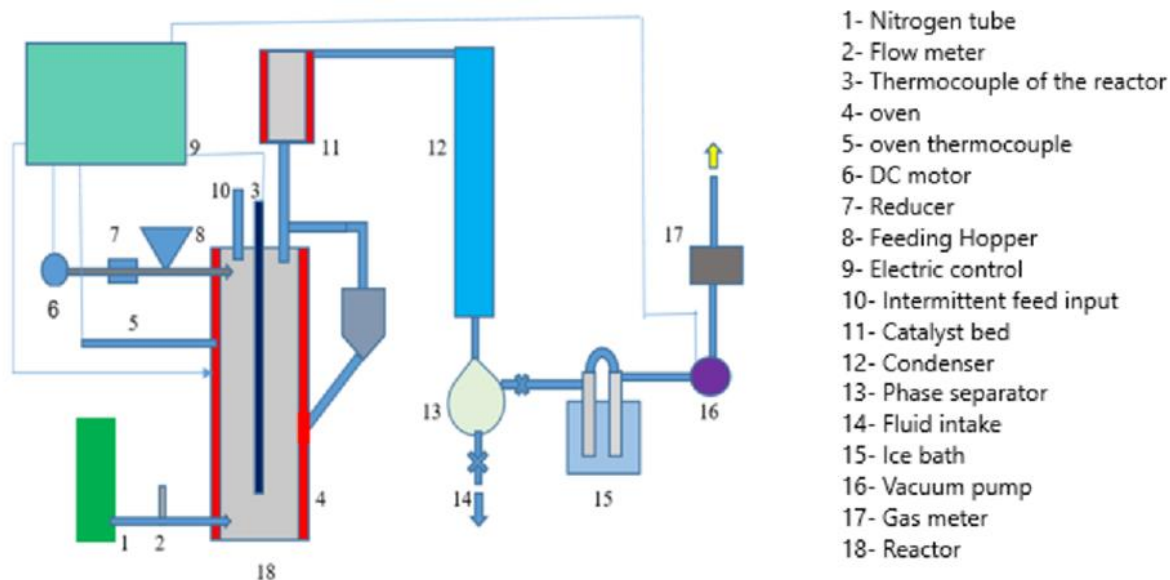 1- Nitrogen tube
2- Flow meter
3- Thermocouple of the reactor
4- oven
5- oven thermocouple
6- DC motor
7- Reducer
8- Feeding Hopper
9- Electric control
10- Intermittent feed input
11- Catalyst bed
12- Condenser
13- Phase separator
14- Fluid intake
15- Ice bath
16- Vacuum pump
17- Gas meter
18- Reactor
9
11
12
10 3
7
8
17
6
5
13
16
4
14
15
1
2
18